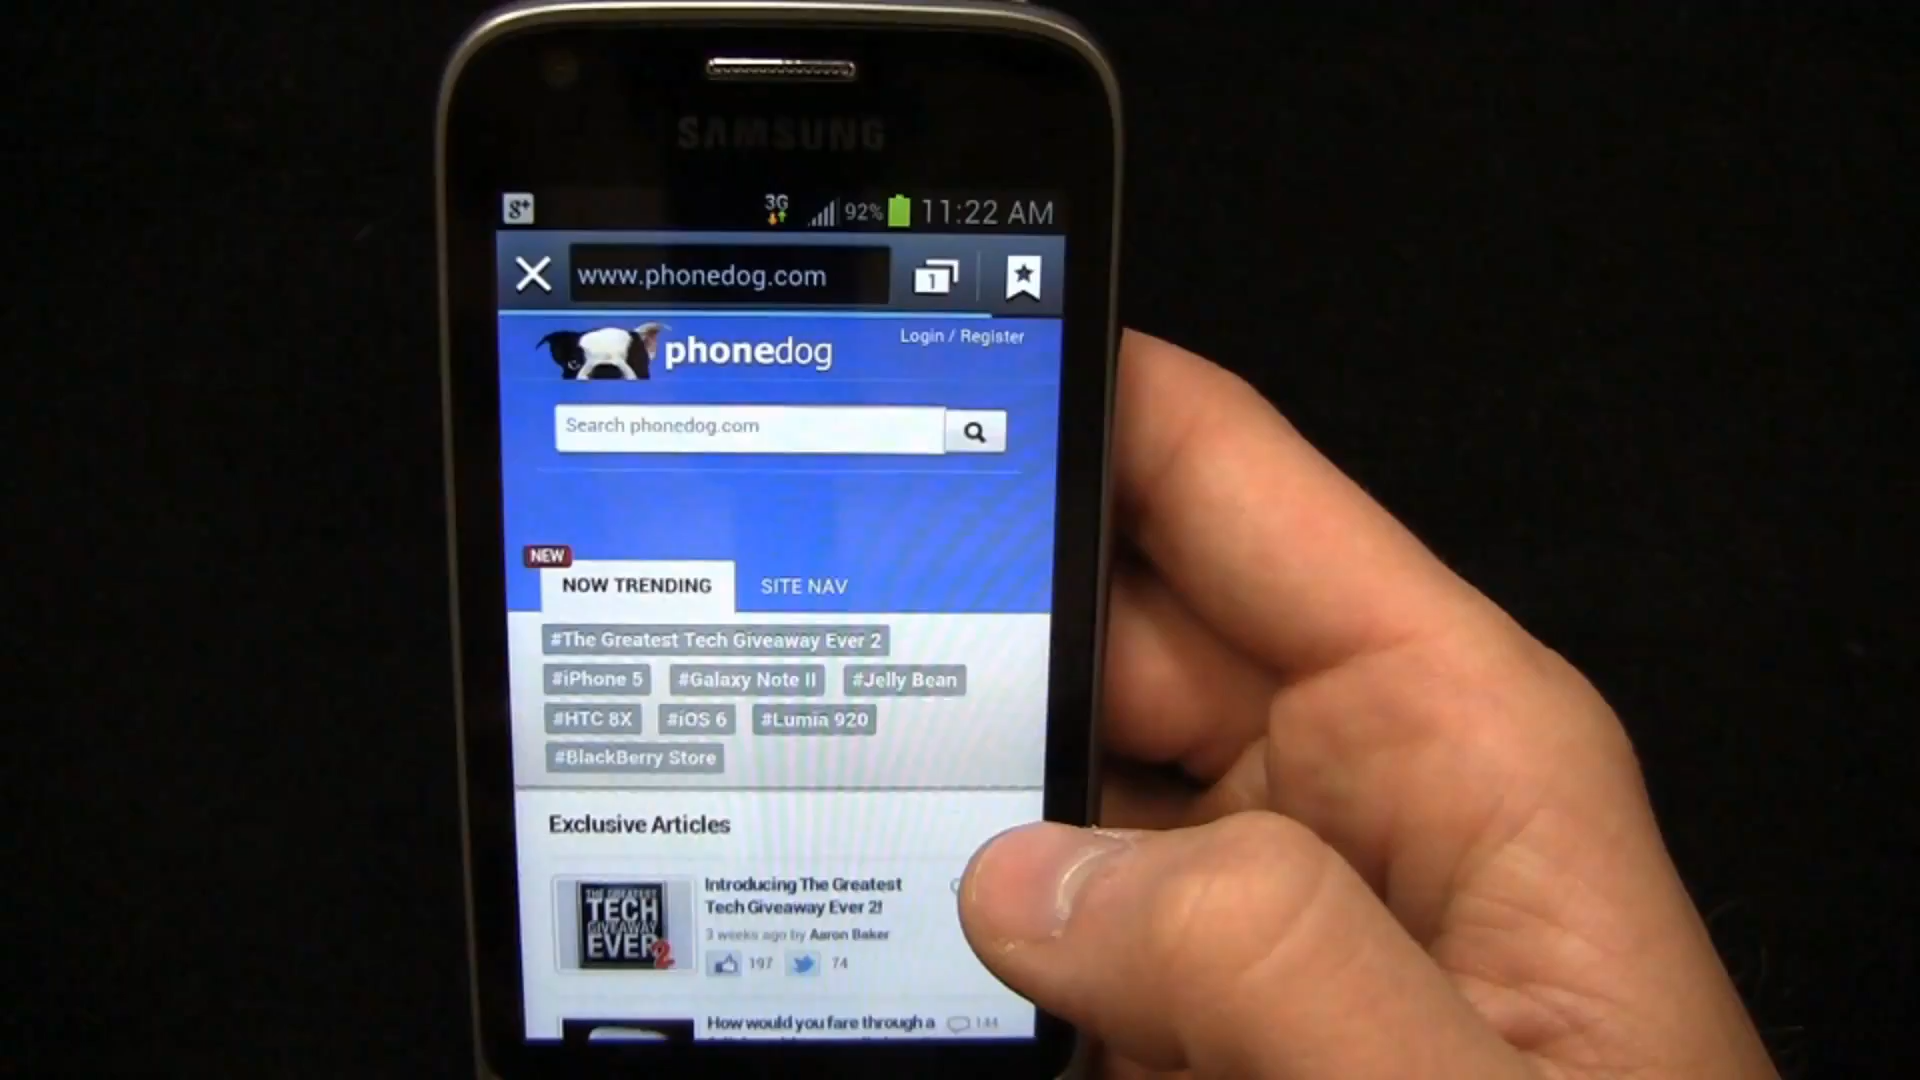 SAMSUNG
g+ 3G 92% 11:22 AM
www.phonedog.com 1
Login / Register
phonedog
Search phonedog.com
NEW
NOW TRENDING SITE NAV
#The Greatest Tech Giveaway Ever 2
#iPhone 5 #Galaxy Note II #Jelly Bean
#HTC 8X #iOS 6 #Lumia 920
#BlackBerry Store
Exclusive Articles
THE GREATEST
TECH
GIVEAWAY
EVER 2
Introducing The Greatest
Tech Giveaway Ever 2!
3 weeks ago by Aaron Baker
197 74
How would you fare through a 144